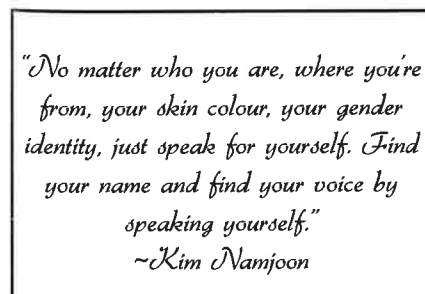 “No matter who you are, where you're
from, your skin colour, your gender
identity, just speak for yourself. Find
your name and find your voice by
speaking yourself.”
~Kim Namjoon